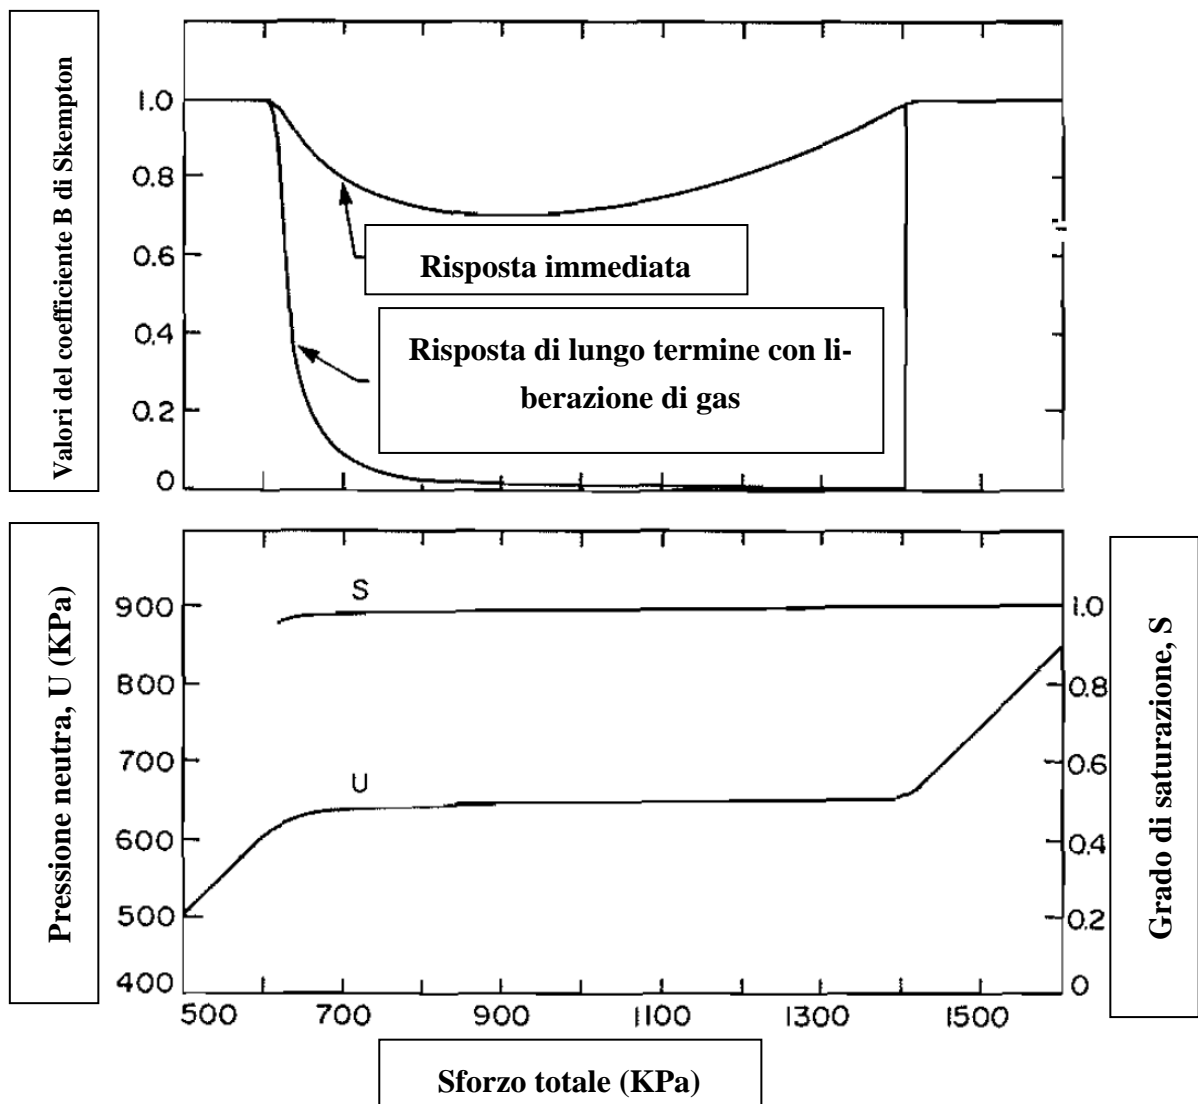 Valori del coefficiente B di Skempton
1.0
0.8
0.6
0.4
0.2
0
Risposta immediata
Risposta di lungo termine con li-
berazione di gas
Pressione neutra, U (KPa)
900
800
700
600
500
400
S
U
1.0
0.8
0.6
0.4
0.2
0
Grado di saturazione, S
500 700 900 1100 1300 1500
Sforzo totale (KPa)